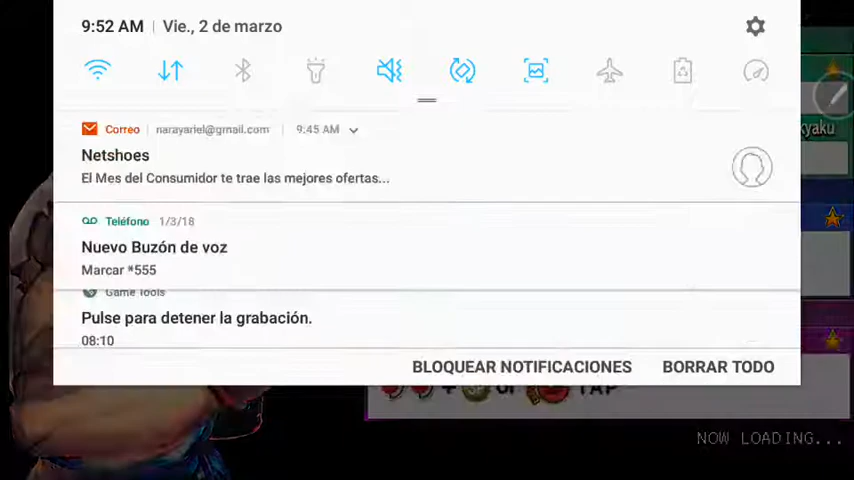 9:52 AM | Vie., 2 de marzo
Correo | narayariel@gmail.com | 9:45 AM
Netshoes
El Mes del Consumidor te trae las mejores ofertas...
Teléfono 1/3/18
Nuevo Buzón de voz
Marcar *555
Game Tools
Pulse para detener la grabación.
08:10
BLOQUEAR NOTIFICACIONES BORRAR TODO
kyaku
+ or TAP
NOW LOADING...